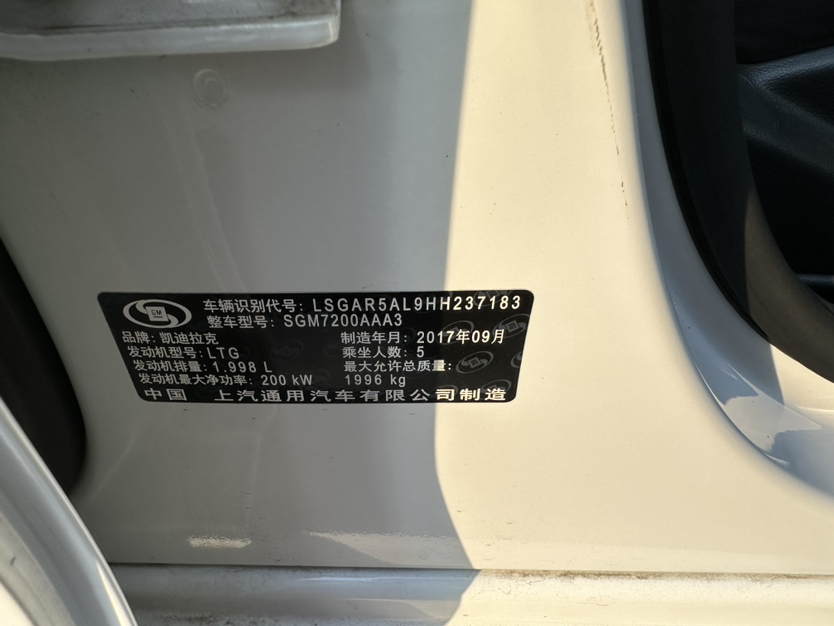 GM
车辆识别代号: LSGAR5AL9HH237183
整车型号: SGM7200AAA3
品牌: 凯迪拉克 制造年月: 2017年09月
发动机型号: LTG 乘坐人数: 5
发动机排量: 1.998 L 最大允许总质量:
发动机最大净功率: 200 kW 1996 kg
中国 上汽通用汽车有限公司制造